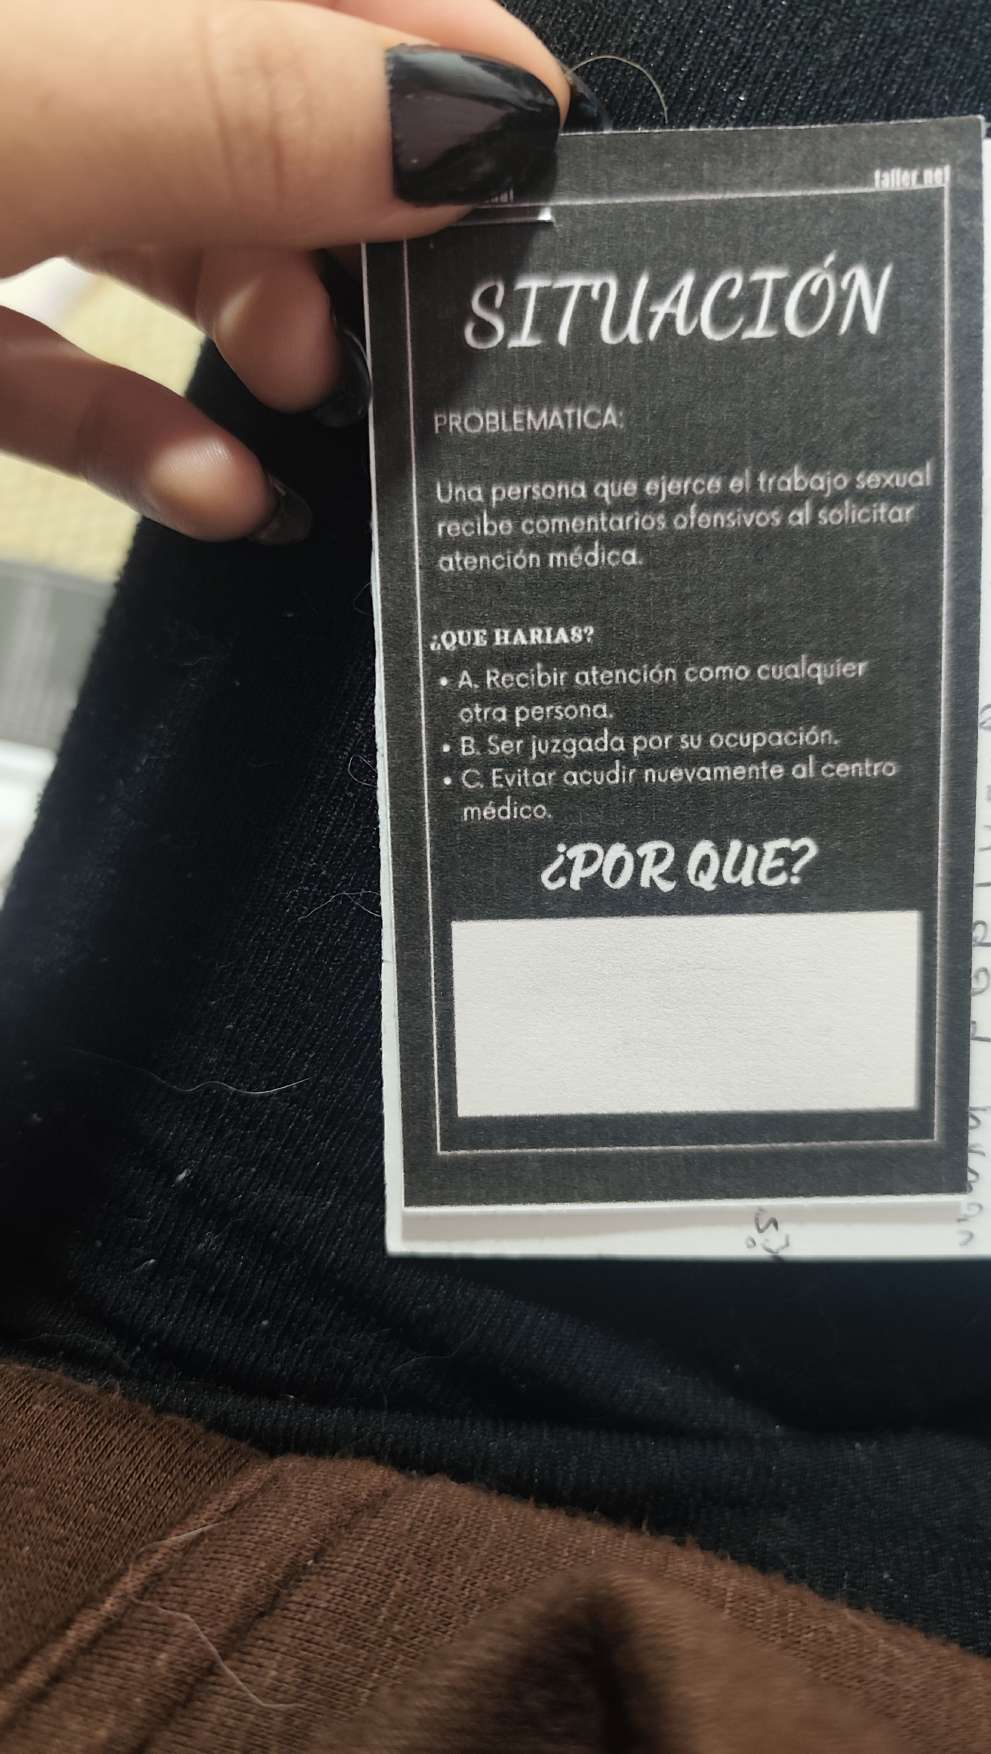 taller net
SITUACIÓN
PROBLEMATICA:
Una persona que ejerce el trabajo sexual
recibe comentarios ofensivos al solicitar
atención médica.
¿QUE HARIAS?
• A. Recibir atención como cualquier
otra persona.
• B. Ser juzgada por su ocupación.
• C. Evitar acudir nuevamente al centro
médico.
¿POR QUE?